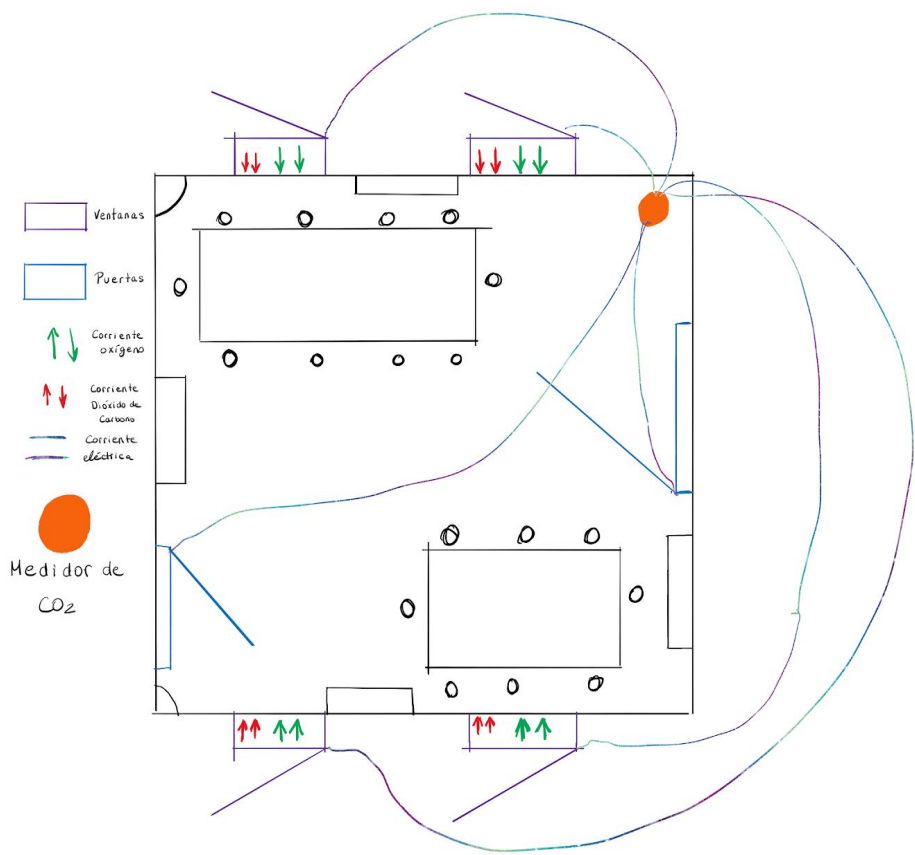 Ventanas
Puertas
Corriente
oxígeno
Corriente
Dióxido de
Carbono
Corriente
eléctrica
Medidor de
CO2